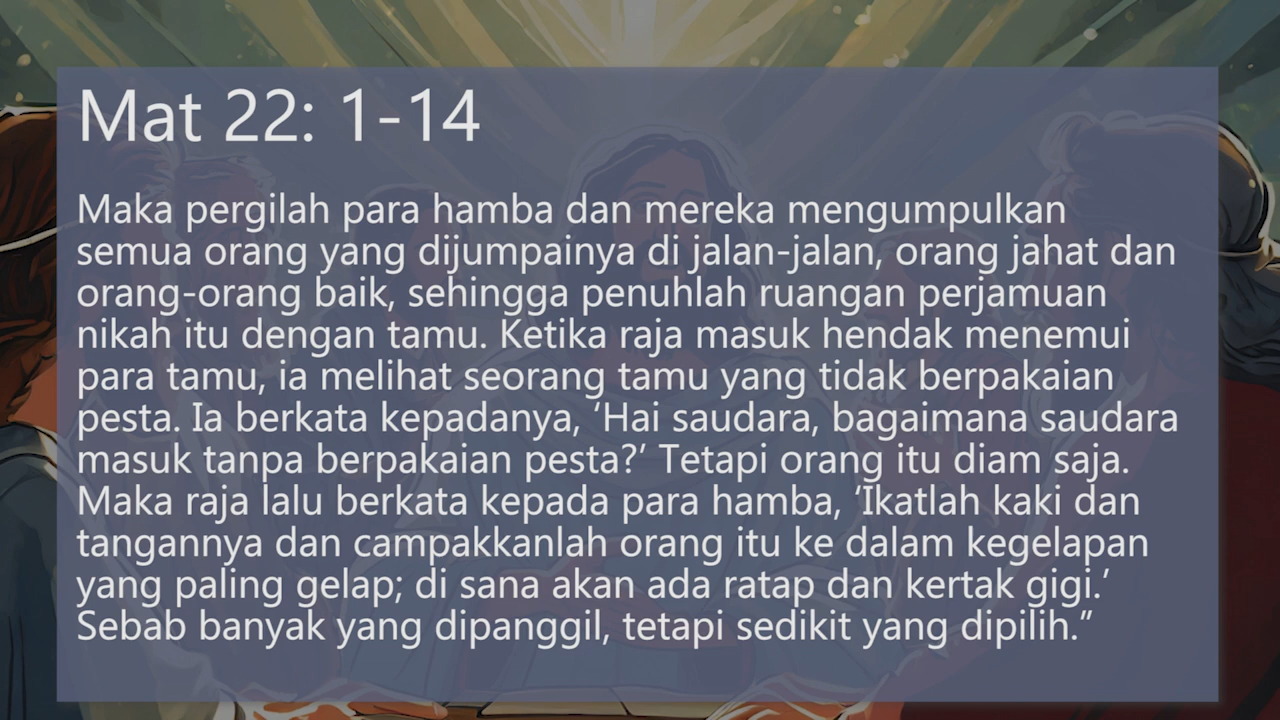 Mat 22: 1-14
Maka pergilah para hamba dan mereka mengumpulkan
semua orang yang dijumpainya di jalan-jalan, orang jahat dan
orang-orang baik, sehingga penuhlah ruangan perjamuan
nikah itu dengan tamu. Ketika raja masuk hendak menemui
para tamu, ia melihat seorang tamu yang tidak berpakaian
pesta. Ia berkata kepadanya, ‘Hai saudara, bagaimana saudara
masuk tanpa berpakaian pesta?’ Tetapi orang itu diam saja.
Maka raja lalu berkata kepada para hamba, ‘Ikatlah kaki dan
tangannya dan campakkanlah orang itu ke dalam kegelapan
yang paling gelap; di sana akan ada ratap dan kertak gigi.’
Sebab banyak yang dipanggil, tetapi sedikit yang dipilih.”